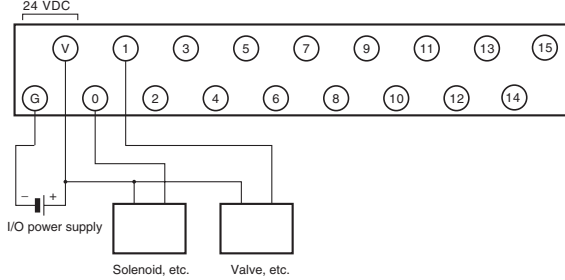 24 VDC
V 1 3 5 7 9 11 13 15
G 0 2 4 6 8 10 12 14
− +
I/O power supply
Solenoid, etc. Valve, etc.